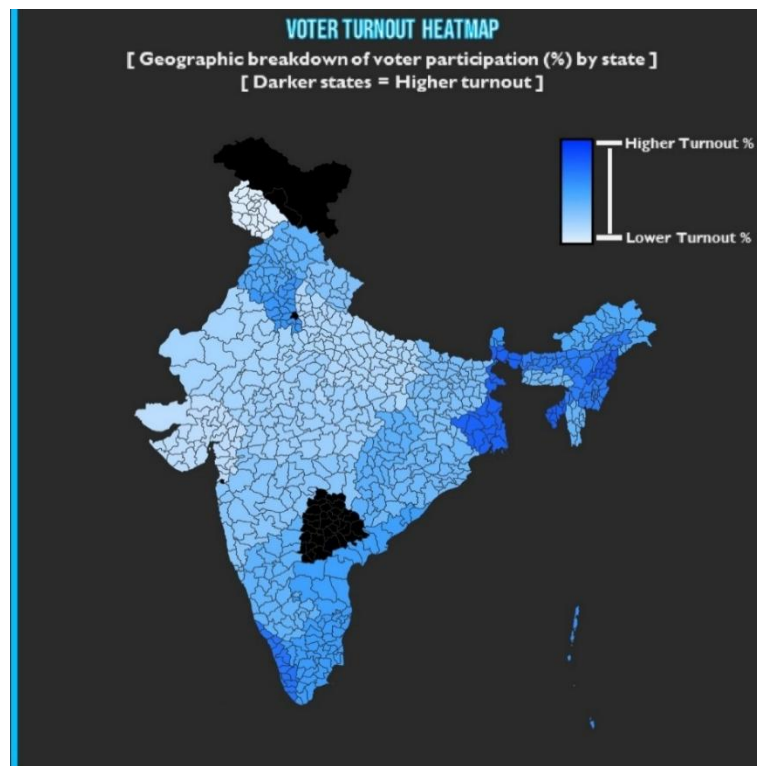 VOTER TURNOUT HEATMAP
[ Geographic breakdown of voter participation (%) by state ]
[ Darker states = Higher turnout ]
Higher Turnout %
Lower Turnout %